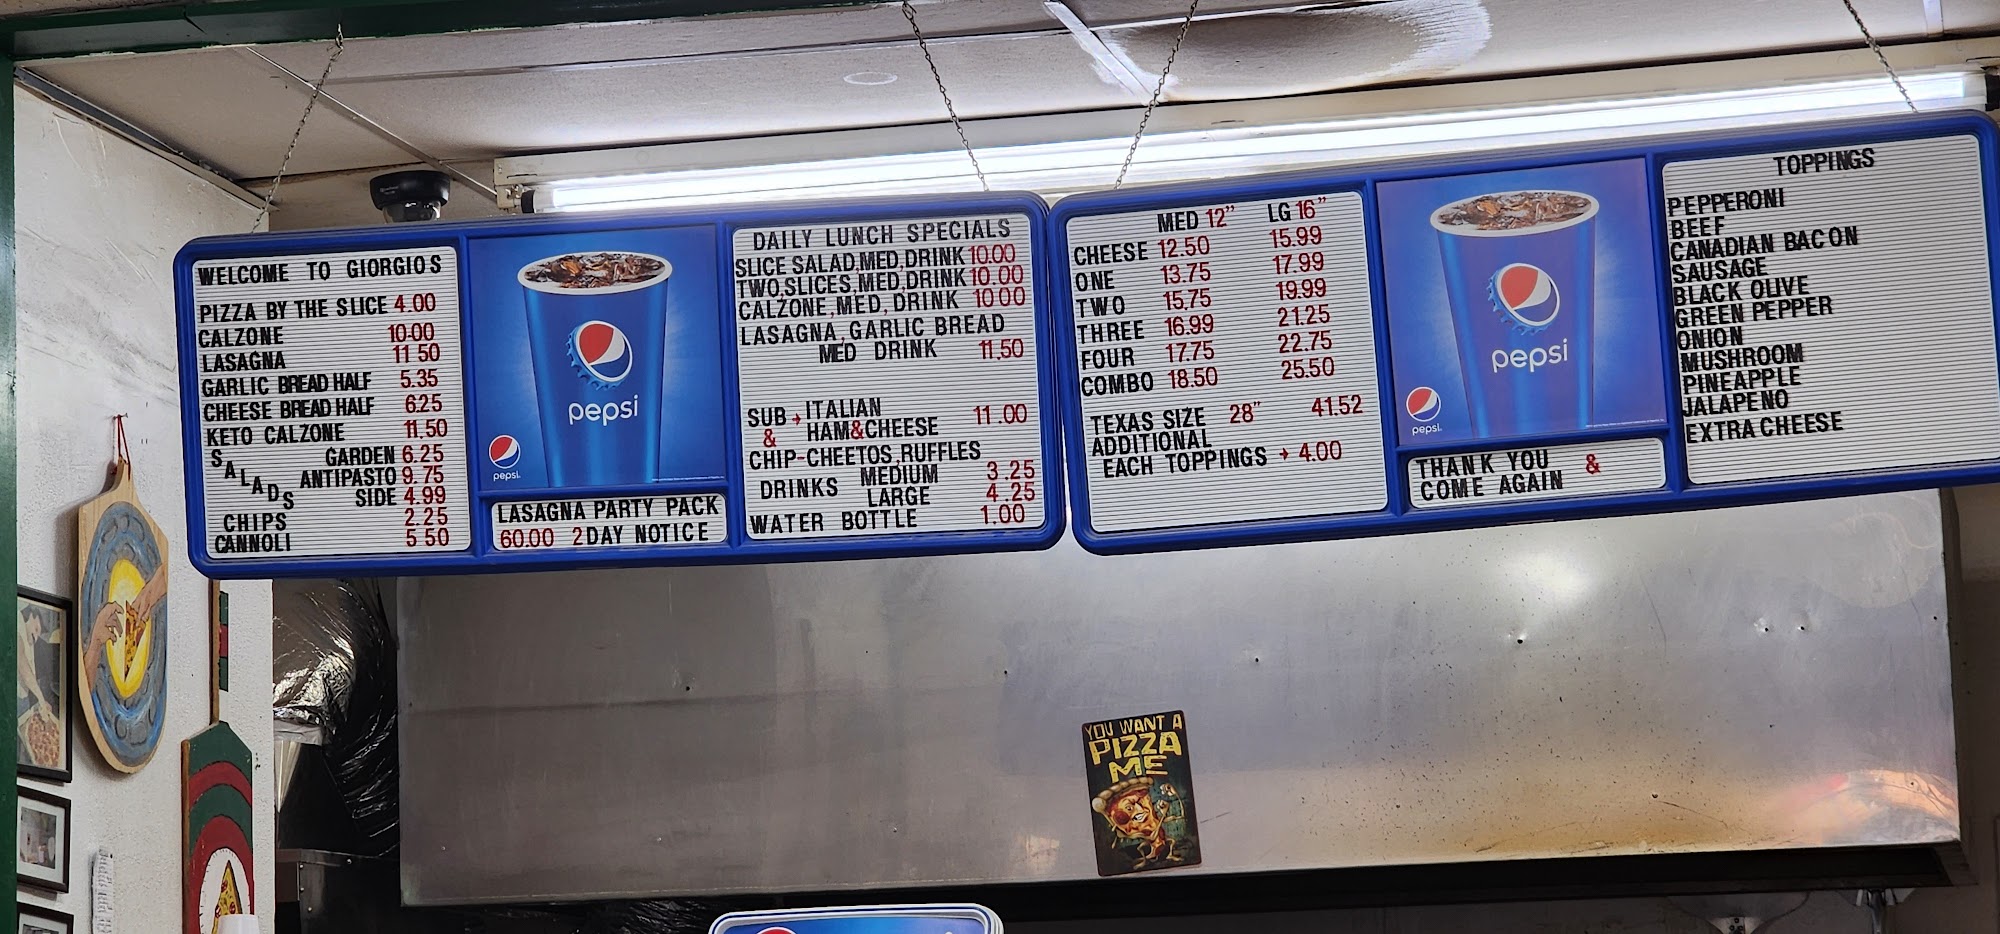 WELCOME TO GIORGIOS
PIZZA BY THE SLICE 4.00
CALZONE 10.00
LASAGNA 11 50
GARLIC BREAD HALF 5.35
CHEESE BREAD HALF 6.25
KETO CALZONE 11.50
SALADS
GARDEN 6.25
ANTIPASTO 9.75
SIDE 4.99
CHIPS 2.25
CANNOLI 5 50
pepsi
pepsi.
LASAGNA PARTY PACK
60.00 2 DAY NOTICE
DAILY LUNCH SPECIALS
SLICE SALAD,MED,DRINK 10.00
TWO,SLICES,MED,DRINK 10.00
CALZONE,MED,DRINK 10 00
LASAGNA,GARLIC BREAD
MED DRINK 11.50
SUB → ITALIAN
& HAM&CHEESE 11.00
CHIP-CHEETOS,RUFFLES
DRINKS MEDIUM 3.25
LARGE 4.25
WATER BOTTLE 1.00
MED 12" LG 16"
CHEESE 12.50 15.99
ONE 13.75 17.99
TWO 15.75 19.99
THREE 16.99 21.25
FOUR 17.75 22.75
COMBO 18.50 25.50
TEXAS SIZE 28" 41.52
ADDITIONAL
EACH TOPPINGS → 4.00
pepsi
pepsi.
THANK YOU &
COME AGAIN
TOPPINGS
PEPPERONI
BEEF
CANADIAN BACON
SAUSAGE
BLACK OLIVE
GREEN PEPPER
ONION
MUSHROOM
PINEAPPLE
JALAPENO
EXTRA CHEESE
YOU WANT A
PIZZA
ME